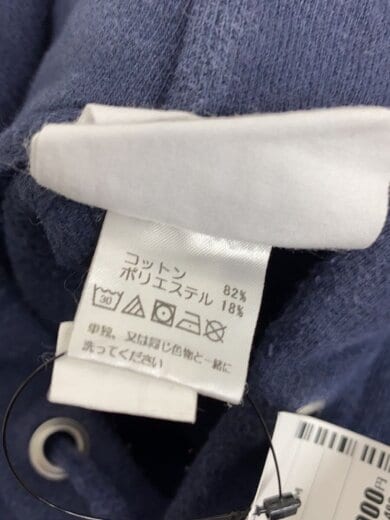 コットン 82%
ポリエステル 18%
30
単独、又は同じ色物と一緒に
洗ってください